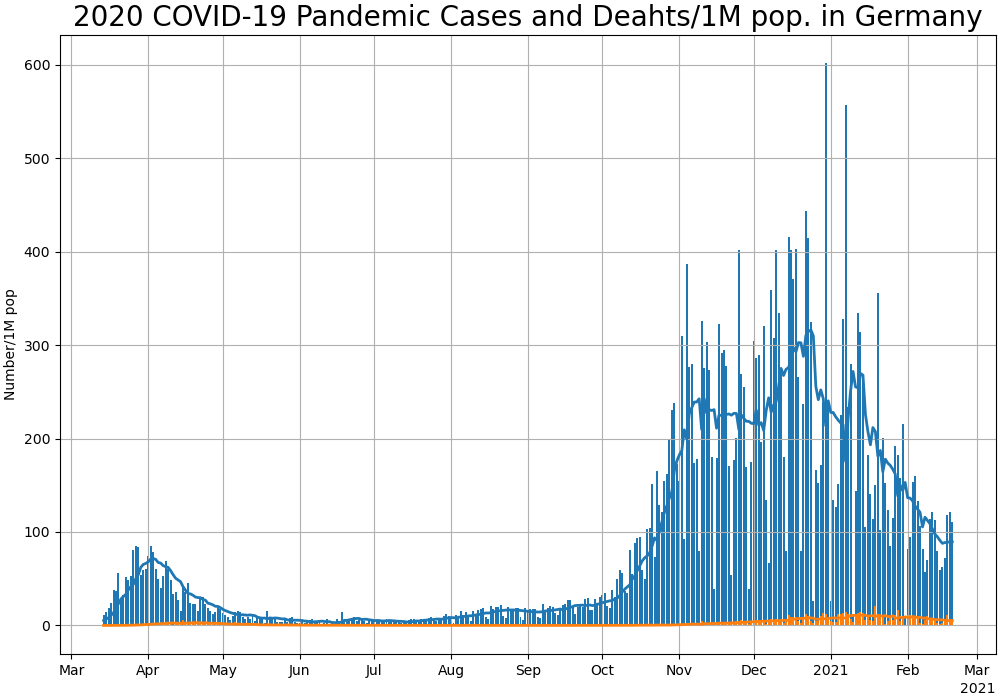 2020 COVID-19 Pandemic Cases and Deahts/1M pop. in Germany
600
500
400
300
200
100
0
Number/1M pop
Mar Apr May Jun Jul Aug Sep Oct Nov Dec 2021 Feb Mar
2021